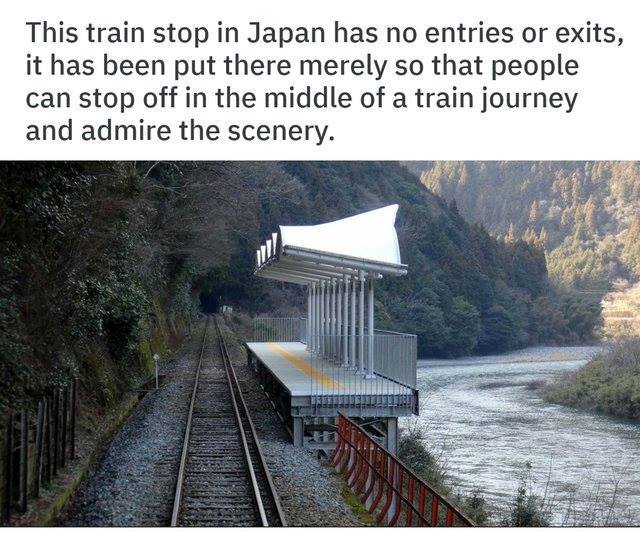 This train stop in Japan has no entries or exits,
it has been put there merely so that people
can stop off in the middle of a train journey
and admire the scenery.